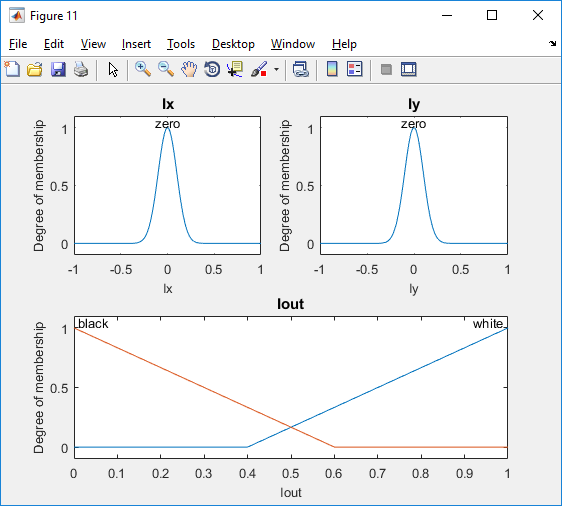 Figure 11
File Edit View Insert Tools Desktop Window Help
Ix
Iy
zero
zero
1
0.5
0
Degree of membership
-1 -0.5 0 0.5 1
Ix
1
0.5
0
Degree of membership
-1 -0.5 0 0.5 1
Iy
Iout
black
white
1
0.5
0
Degree of membership
0 0.1 0.2 0.3 0.4 0.5 0.6 0.7 0.8 0.9 1
Iout